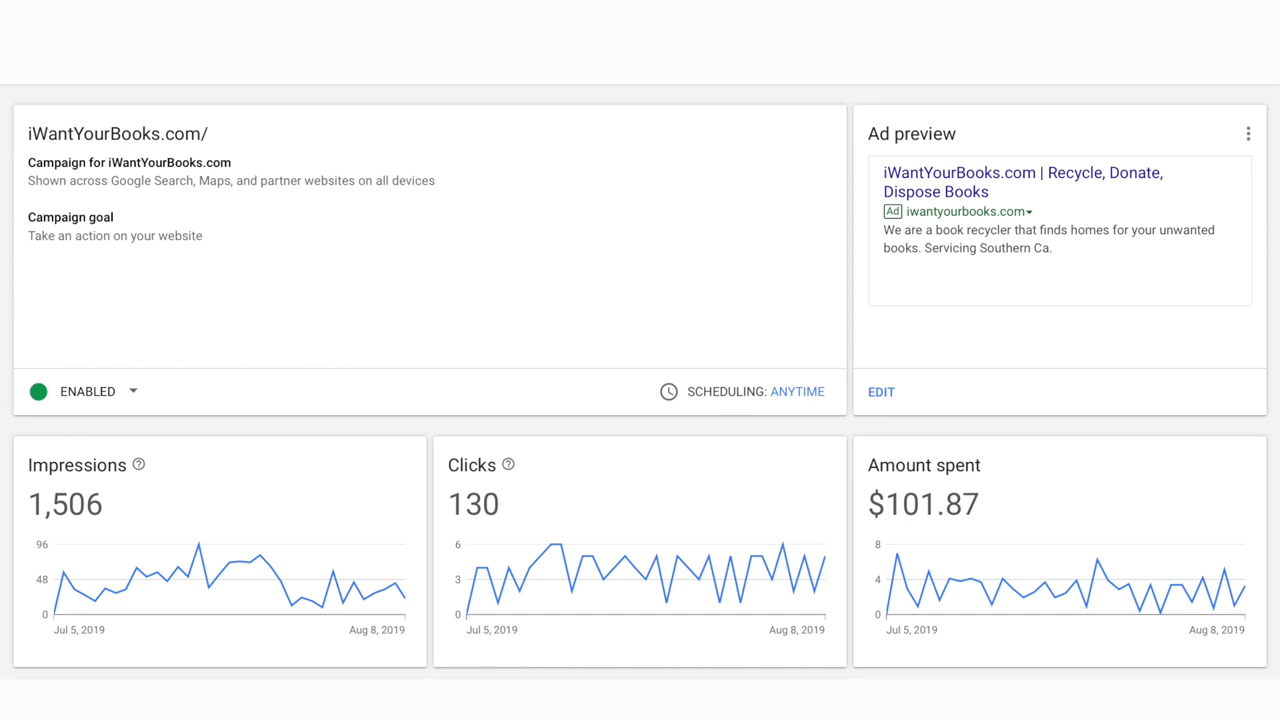 iWantYourBooks.com/
Campaign for iWantYourBooks.com
Shown across Google Search, Maps, and partner websites on all devices
Campaign goal
Take an action on your website
ENABLED
SCHEDULING: ANYTIME
Ad preview
iWantYourBooks.com | Recycle, Donate,
Dispose Books
Ad iwantyourbooks.com
We are a book recycler that finds homes for your unwanted
books. Servicing Southern Ca.
EDIT
Impressions
1,506
96
48
0
Jul 5, 2019 Aug 8, 2019
Clicks
130
6
3
0
Jul 5, 2019 Aug 8, 2019
Amount spent
$101.87
8
4
0
Jul 5, 2019 Aug 8, 2019